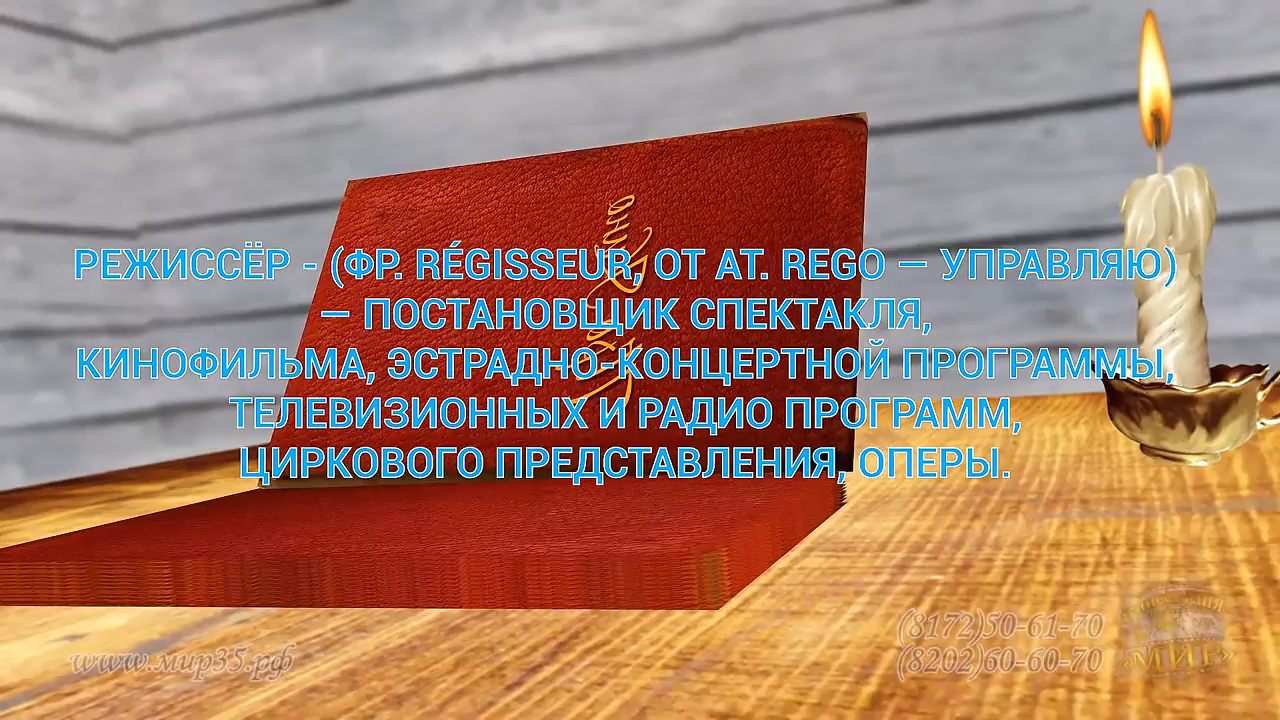 РЕЖИССЁР - (ФР. RÉGISSEUR, ОТ АТ. REGO — УПРАВЛЯЮ)
— ПОСТАНОВЩИК СПЕКТАКЛЯ,
КИНОФИЛЬМА, ЭСТРАДНО-КОНЦЕРТНОЙ ПРОГРАММЫ,
ТЕЛЕВИЗИОННЫХ И РАДИО ПРОГРАММ,
ЦИРКОВОГО ПРЕДСТАВЛЕНИЯ, ОПЕРЫ.
(8172)50-61-70
(8202)60-60-70
www.мир35.рф
«МИР»